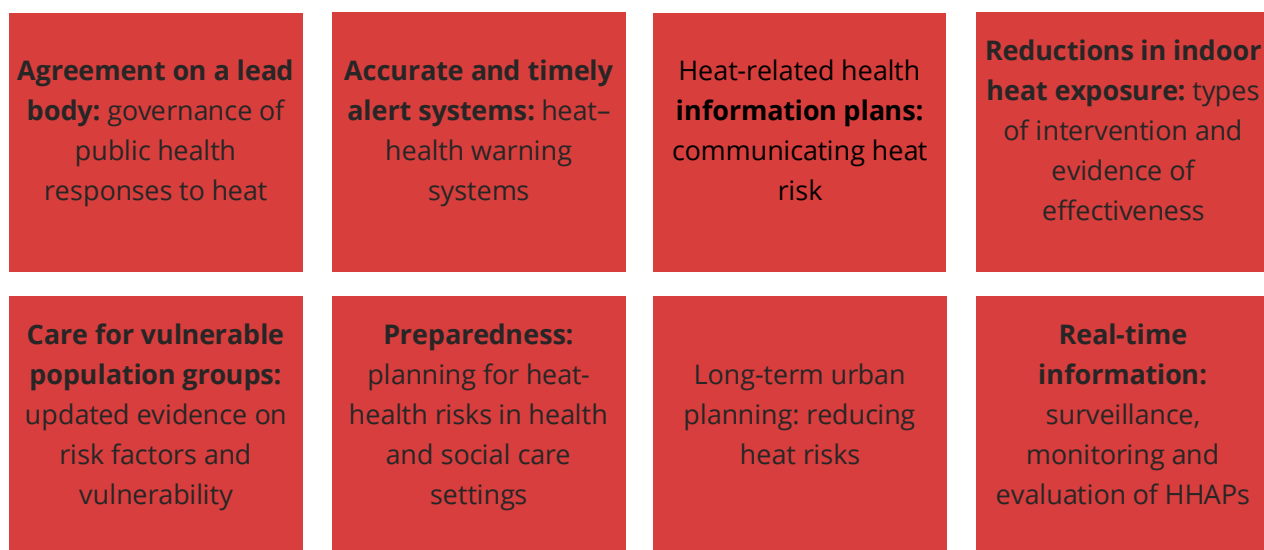 Agreement on a lead
body: governance of
public health
responses to heat
Accurate and timely
alert systems: heat–
health warning
systems
Heat-related health
information plans:
communicating heat
risk
Reductions in indoor
heat exposure: types
of intervention and
evidence of
effectiveness
Care for vulnerable
population groups:
updated evidence on
risk factors and
vulnerability
Preparedness:
planning for heat-
health risks in health
and social care
settings
Long-term urban
planning: reducing
heat risks
Real-time
information:
surveillance,
monitoring and
evaluation of HHAPs